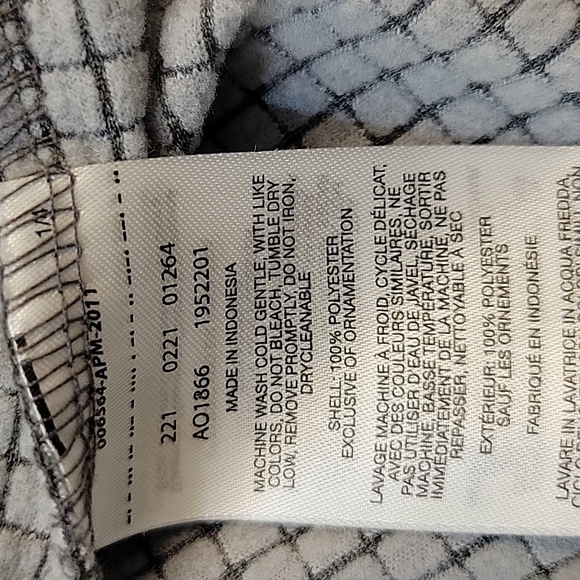 1/4
006564-APM-2011
221 0221 01264
AO1866 1952201
MADE IN INDONESIA
MACHINE WASH COLD GENTLE, WITH LIKE
COLORS, DO NOT BLEACH, TUMBLE DRY
LOW, REMOVE PROMPTLY, DO NOT IRON,
DRYCLEANABLE
SHELL: 100% POLYESTER
EXCLUSIVE OF ORNAMENTATION
LAVAGE MACHINE À FROID, CYCLE DÉLICAT,
AVEC DES COULEURS SIMILAIRES, NE
PAS UTILISER D'EAU DE JAVEL, SÉCHAGE
MACHINE, BASSE TEMPÉRATURE, SORTIR
IMMÉDIATEMENT DE LA MACHINE, NE PAS
REPASSER, NETTOYABLE À SEC
EXTÉRIEUR: 100% POLYESTER
SAUF LES ORNEMENTS
FABRIQUÉ EN INDONÉSIE
LAVARE IN LAVATRICE IN ACQUA FREDDA,